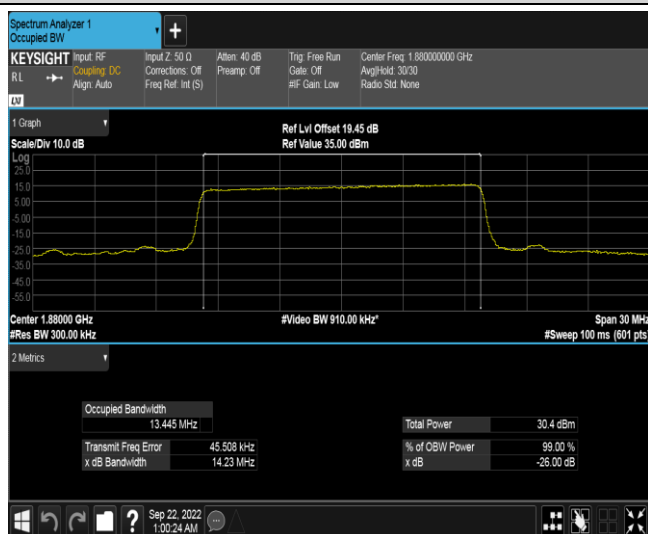 Spectrum Analyzer 1
Occupied BW
+
KEYSIGHT
RL
LXI
Input: RF
Coupling: DC
Align: Auto
Input Z: 50 Ω
Corrections: Off
Freq Ref: Int (S)
Atten: 40 dB
Preamp: Off
Trig: Free Run
Gate: Off
#IF Gain: Low
Center Freq: 1.880000000 GHz
Avg|Hold: 30/30
Radio Std: None
1 Graph
Scale/Div 10.0 dB
Ref Lvl Offset 19.45 dB
Ref Value 35.00 dBm
Log
25.0
15.0
5.00
-5.00
-15.0
-25.0
-35.0
-45.0
-55.0
Center 1.88000 GHz
#Res BW 300.00 kHz
#Video BW 910.00 kHz*
Span 30 MHz
#Sweep 100 ms (601 pts)
2 Metrics
Occupied Bandwidth
13.445 MHz
Transmit Freq Error 45.508 kHz
x dB Bandwidth 14.23 MHz
Total Power 30.4 dBm
% of OBW Power 99.00 %
x dB -26.00 dB
?
Sep 22, 2022
1:00:24 AM